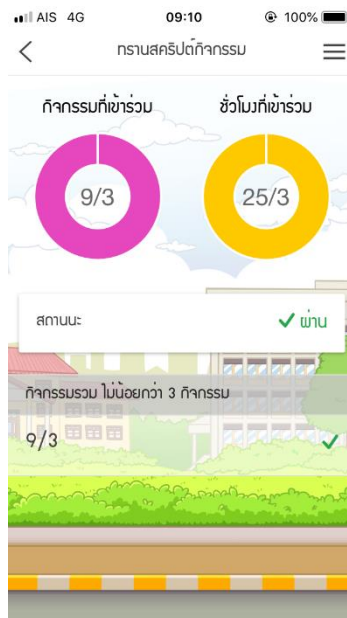 AIS 4G 09:10 100%
ทรานสคริปต์กิจกรรม
กิจกรรมที่เข้าร่วม ชั่วโมงที่เข้าร่วม
9/3 25/3
สถานนะ ผ่าน
กิจกรรมรวม ไม่น้อยกว่า 3 กิจกรรม
9/3